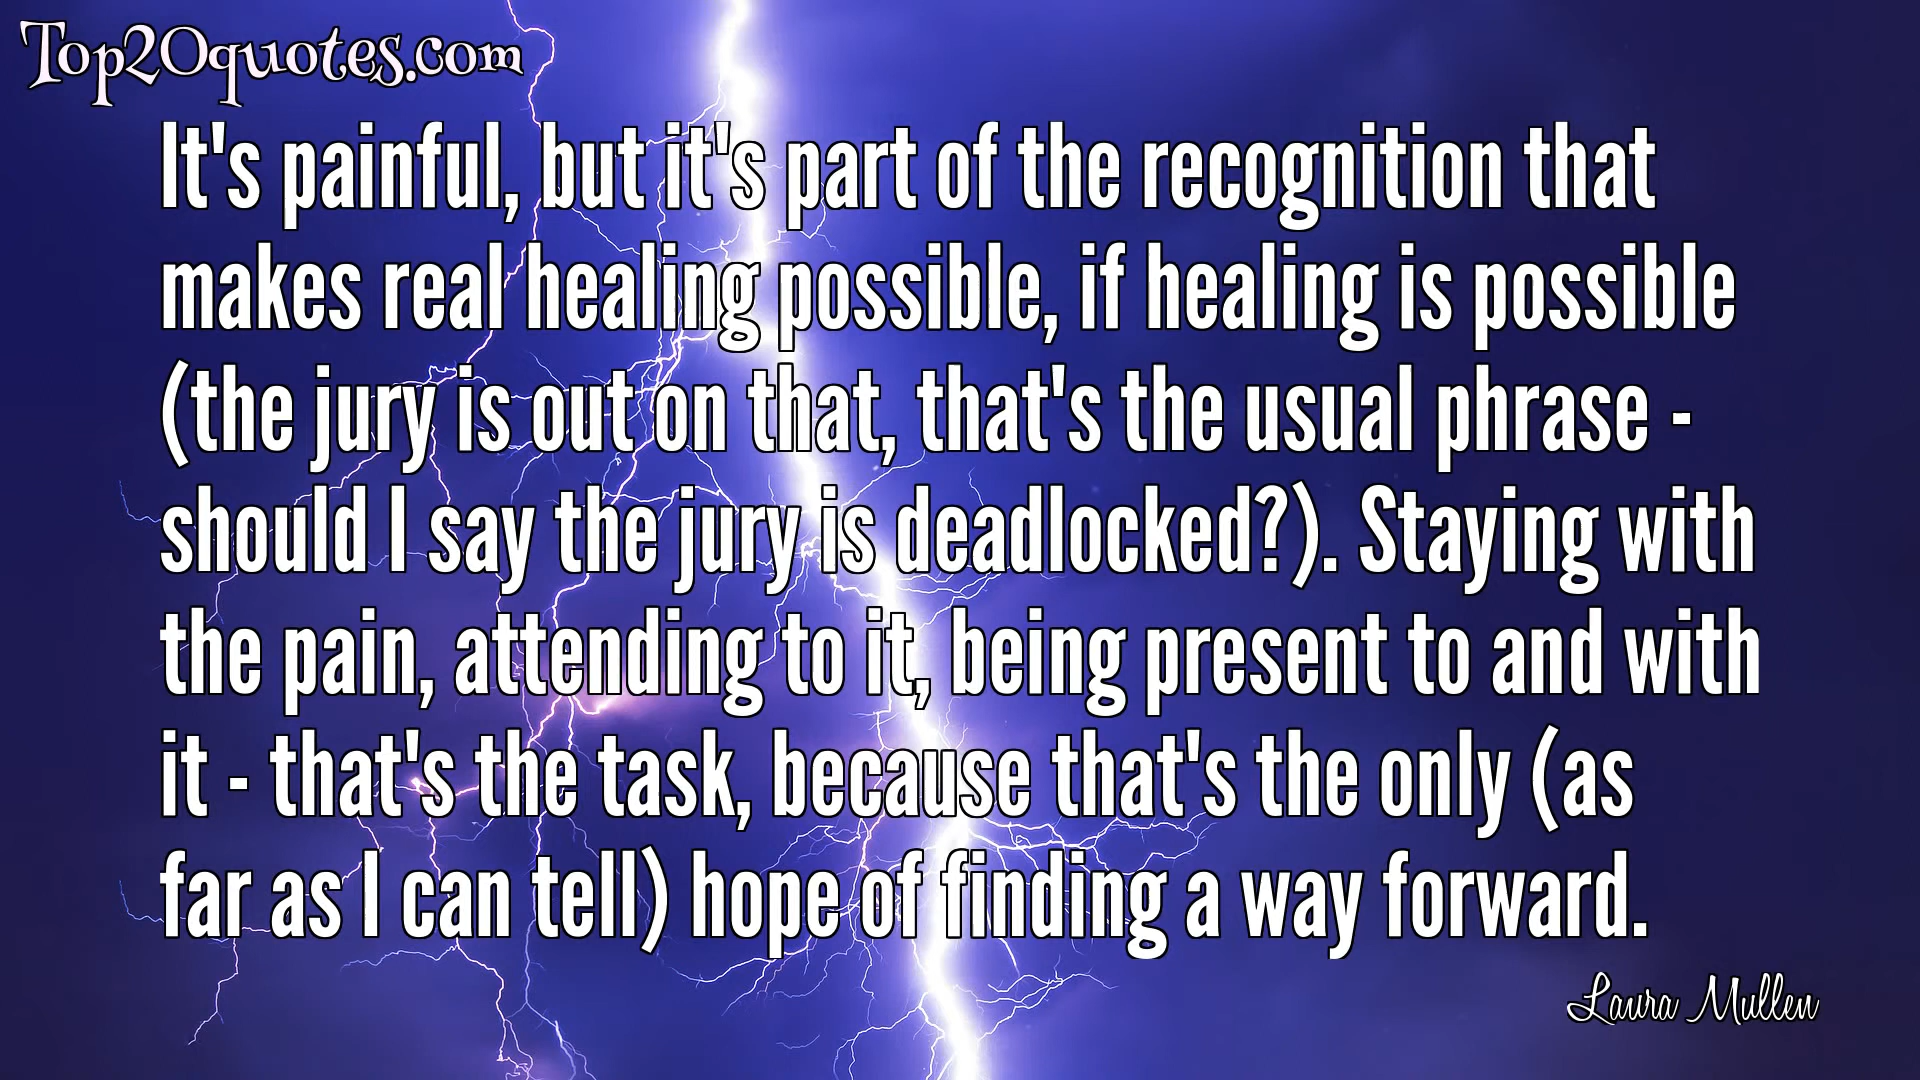 Top20quotes.com
It's painful, but it's part of the recognition that
makes real healing possible, if healing is possible
(the jury is out on that, that's the usual phrase -
should I say the jury is deadlocked?). Staying with
the pain, attending to it, being present to and with
it - that's the task, because that's the only (as
far as I can tell) hope of finding a way forward.
Laura Mullen